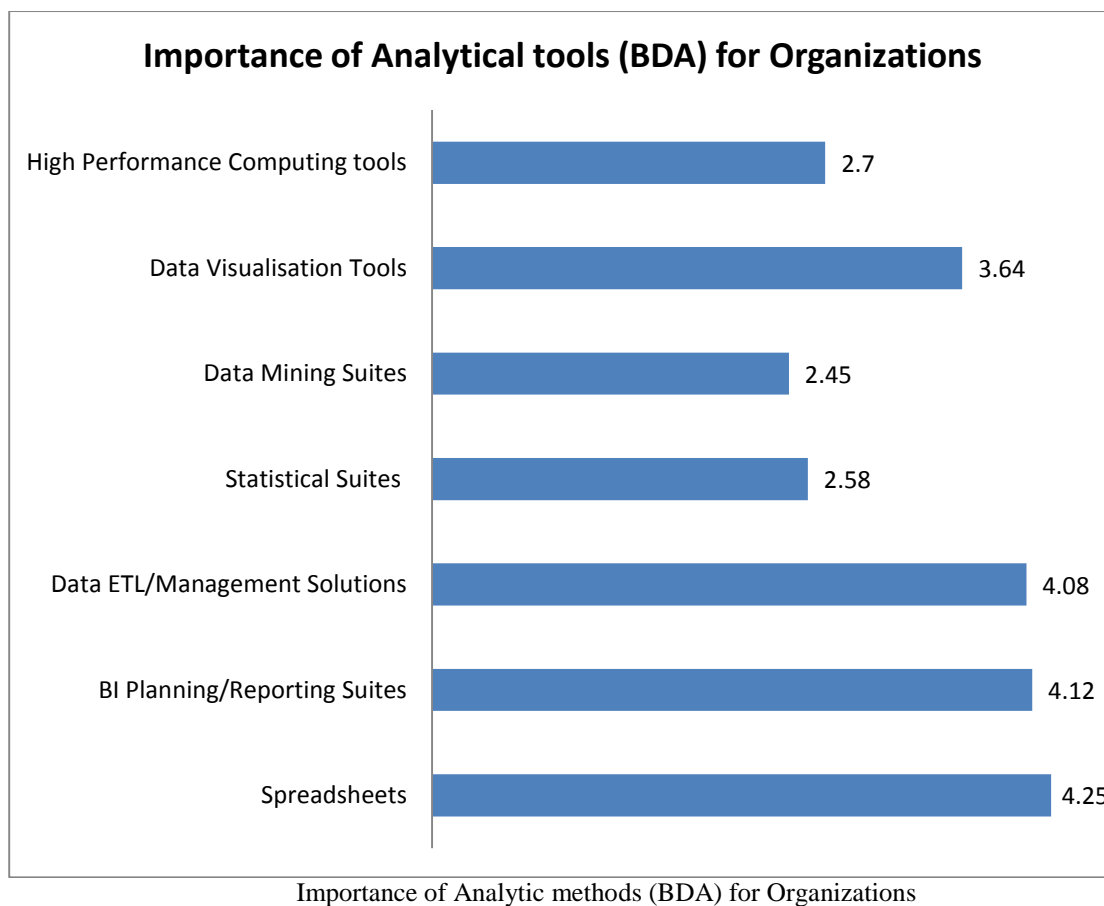 Importance of Analytical tools (BDA) for Organizations
High Performance Computing tools 2.7
Data Visualisation Tools 3.64
Data Mining Suites 2.45
Statistical Suites 2.58
Data ETL/Management Solutions 4.08
BI Planning/Reporting Suites 4.12
Spreadsheets 4.25
Importance of Analytic methods (BDA) for Organizations